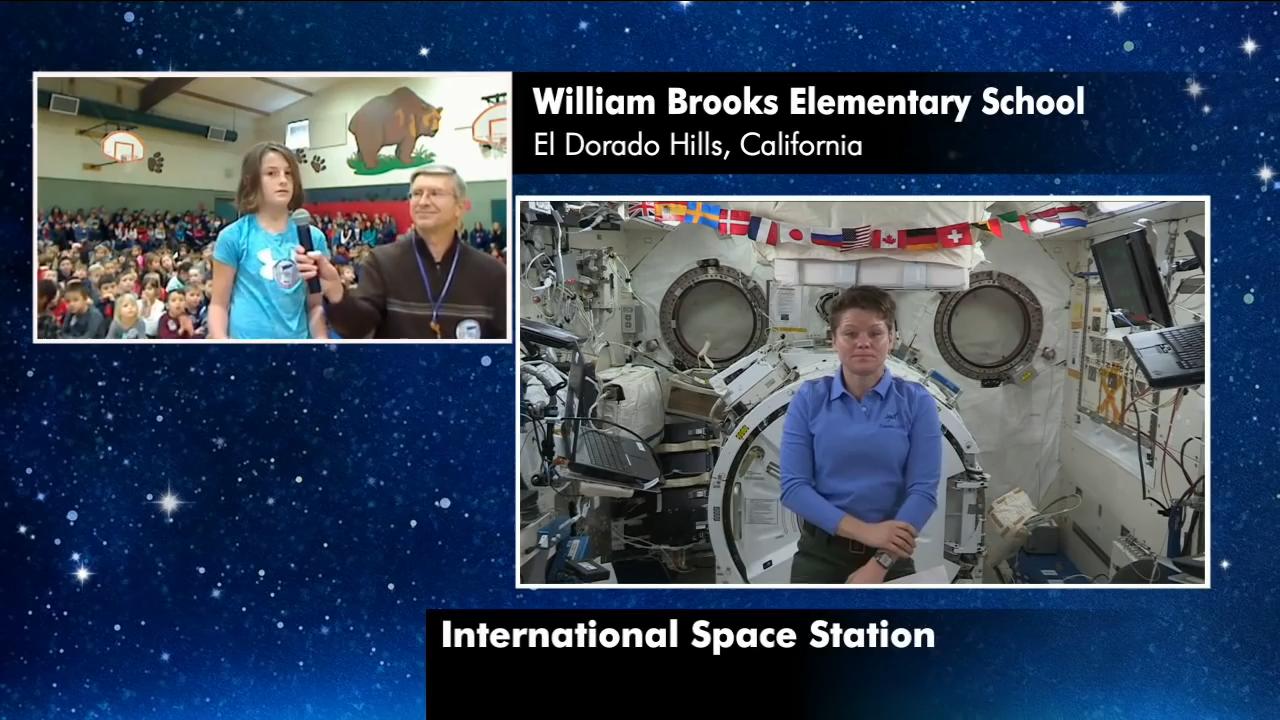 William Brooks Elementary School
El Dorado Hills, California
International Space Station